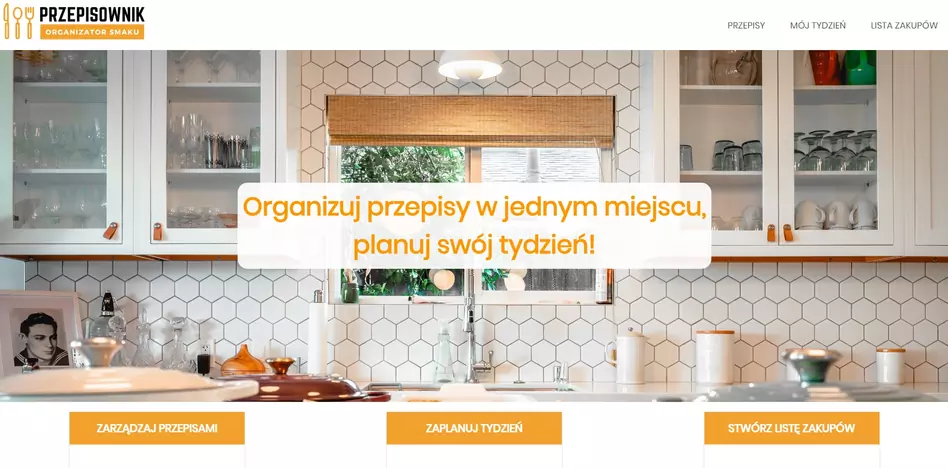 PRZEPISOWNIK
ORGANIZATOR SMAKU
PRZEPISY
MÓJ TYDZIEŃ
LISTA ZAKUPÓW
Organizuj przepisy w jednym miejscu,
planuj swój tydzień!
ZARZĄDZAJ PRZEPISAMI
ZAPLANUJ TYDZIEŃ
STWÓRZ LISTĘ ZAKUPÓW